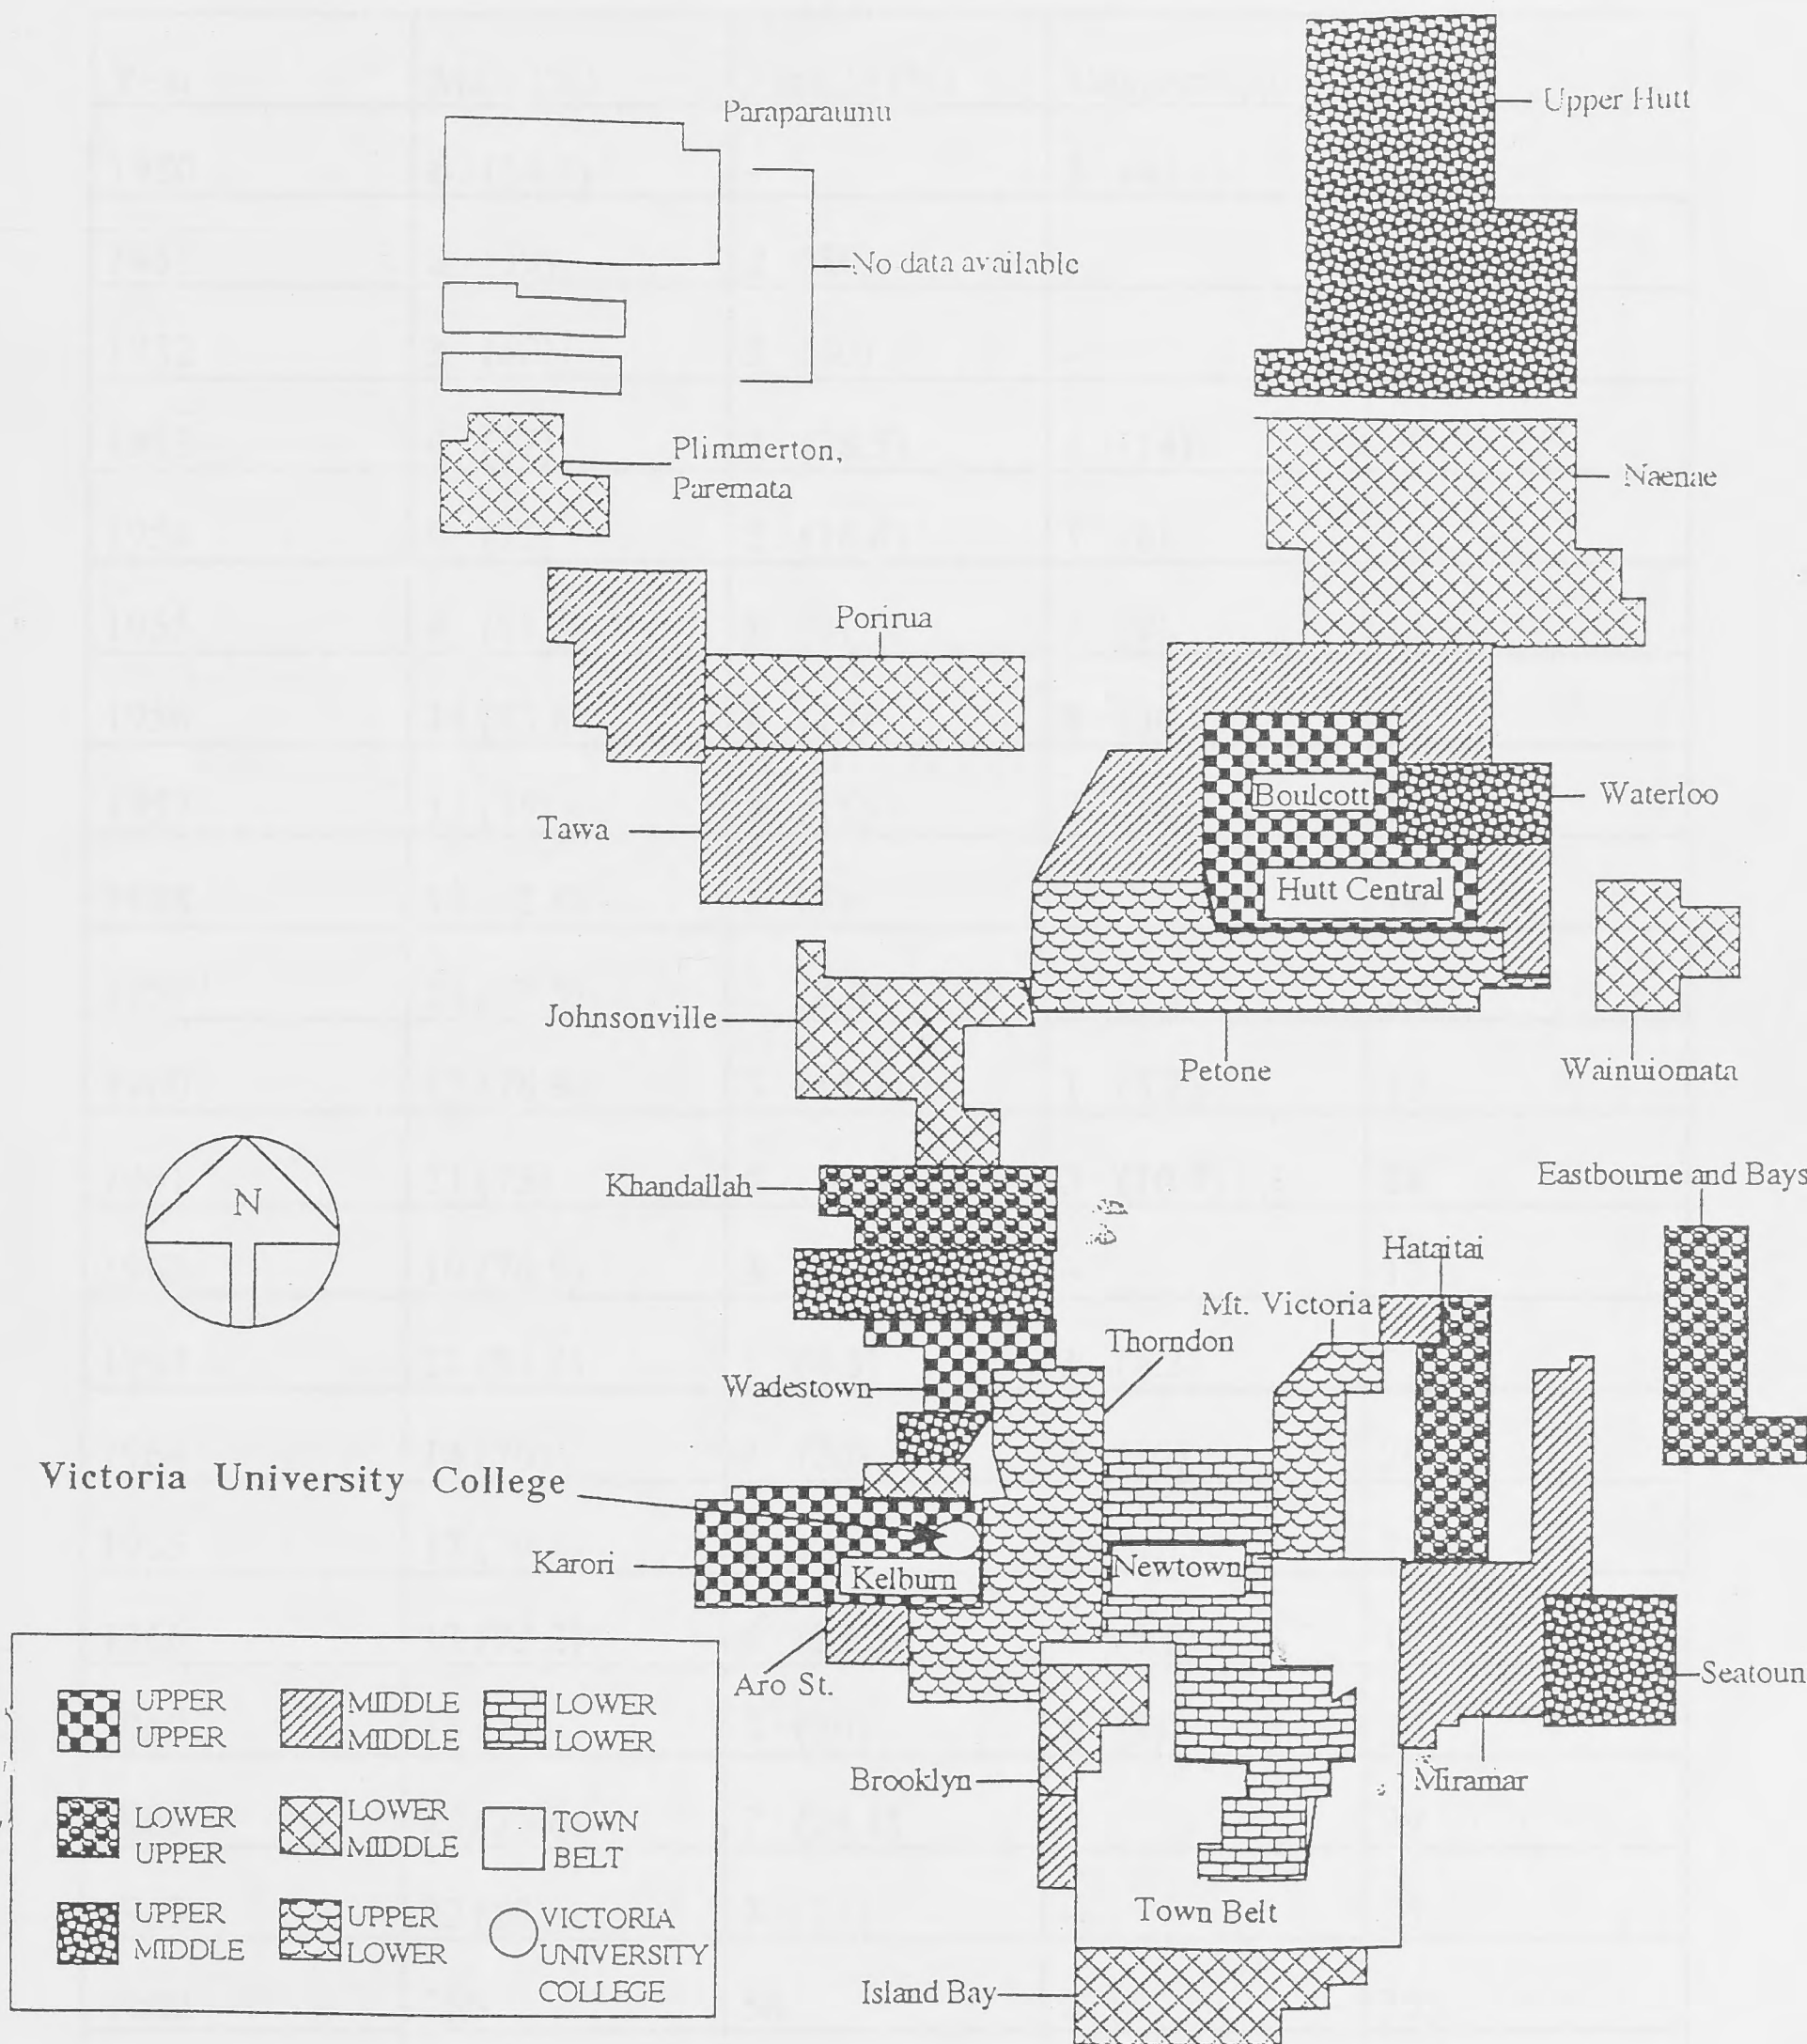 Upper Hutt
Paraparaumu
No data available
Plimmerton,
Paremata
Naenae
Porirua
Boulcott
Waterloo
Tawa
Hutt Central
Johnsonville
Petone
Wainuiomata
N
Khandallah
Eastbourne and Bays
Hataitai
Mt. Victoria
Thorndon
Wadestown
Victoria University College
Karori
Kelburn
Newtown
Aro St.
Seatoun
Brooklyn
Miramar
Town Belt
Island Bay
UPPER
UPPER
MIDDLE
MIDDLE
LOWER
LOWER
LOWER
UPPER
LOWER
MIDDLE
TOWN
BELT
UPPER
MIDDLE
UPPER
LOWER
VICTORIA
UNIVERSITY
COLLEGE